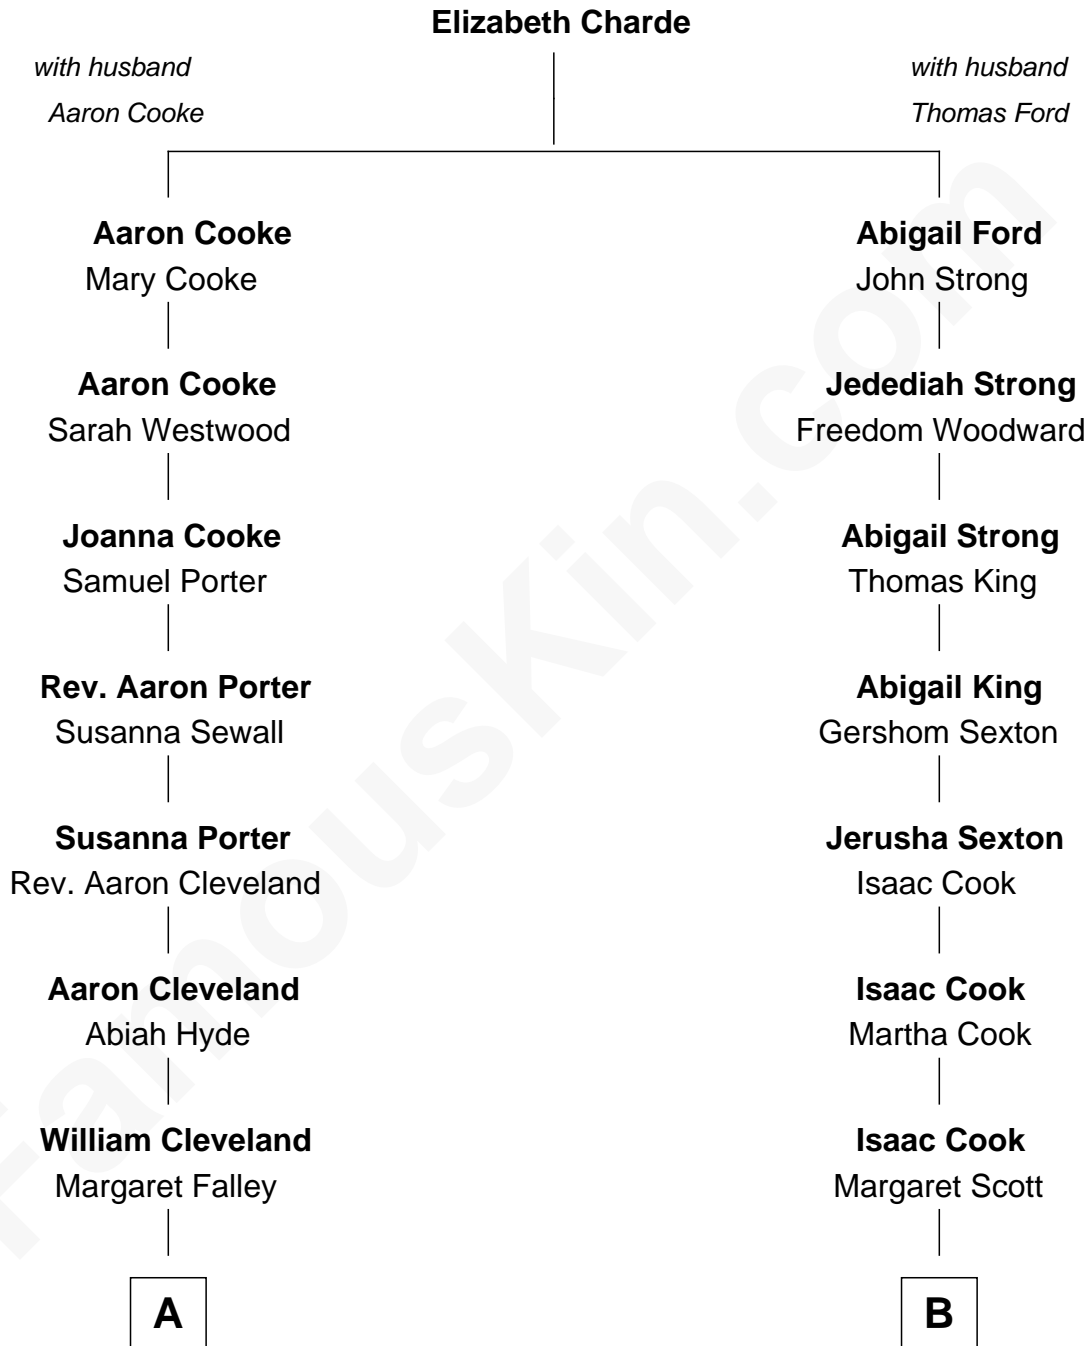 Elizabeth Charde
with husband
Aaron Cooke
with husband
Thomas Ford
Aaron Cooke
Mary Cooke
Abigail Ford
John Strong
Aaron Cooke
Sarah Westwood
Jedediah Strong
Freedom Woodward
Joanna Cooke
Samuel Porter
Abigail Strong
Thomas King
Rev. Aaron Porter
Susanna Sewall
Abigail King
Gershom Sexton
Susanna Porter
Rev. Aaron Cleveland
Jerusha Sexton
Isaac Cook
Aaron Cleveland
Abiah Hyde
Isaac Cook
Martha Cook
William Cleveland
Margaret Falley
Isaac Cook
Margaret Scott
A
B
FamousKin.com